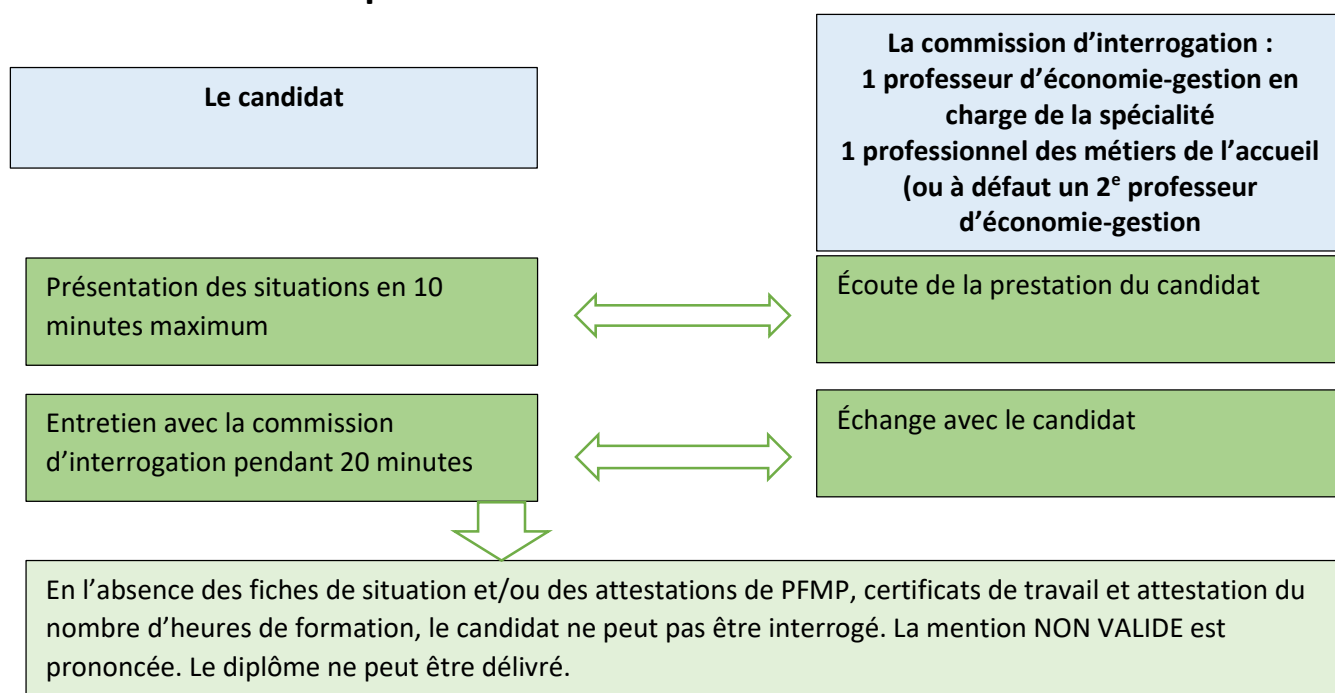 Le candidat
La commission d’interrogation :
1 professeur d’économie-gestion en
charge de la spécialité
1 professionnel des métiers de l’accueil
(ou à défaut un 2e professeur
d’économie-gestion
Présentation des situations en 10
minutes maximum
Écoute de la prestation du candidat
Entretien avec la commission
d’interrogation pendant 20 minutes
Échange avec le candidat
En l’absence des fiches de situation et/ou des attestations de PFMP, certificats de travail et attestation du
nombre d’heures de formation, le candidat ne peut pas être interrogé. La mention NON VALIDE est
prononcée. Le diplôme ne peut être délivré.